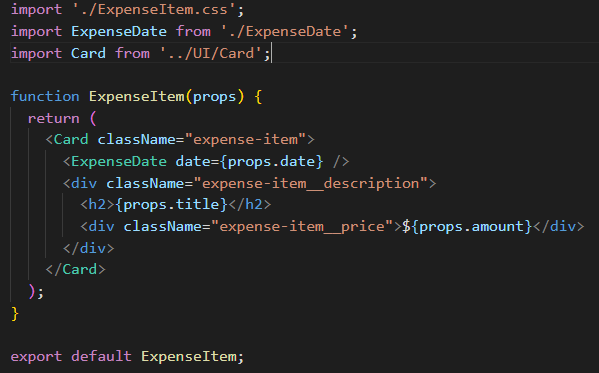 import './ExpenseItem.css';
import ExpenseDate from './ExpenseDate';
import Card from '../UI/Card';

function ExpenseItem(props) {
  return (
    <Card className="expense-item">
      <ExpenseDate date={props.date} />
      <div className="expense-item__description">
        <h2>{props.title}</h2>
        <div className="expense-item__price">${props.amount}</div>
      </div>
    </Card>
  );
}

export default ExpenseItem;